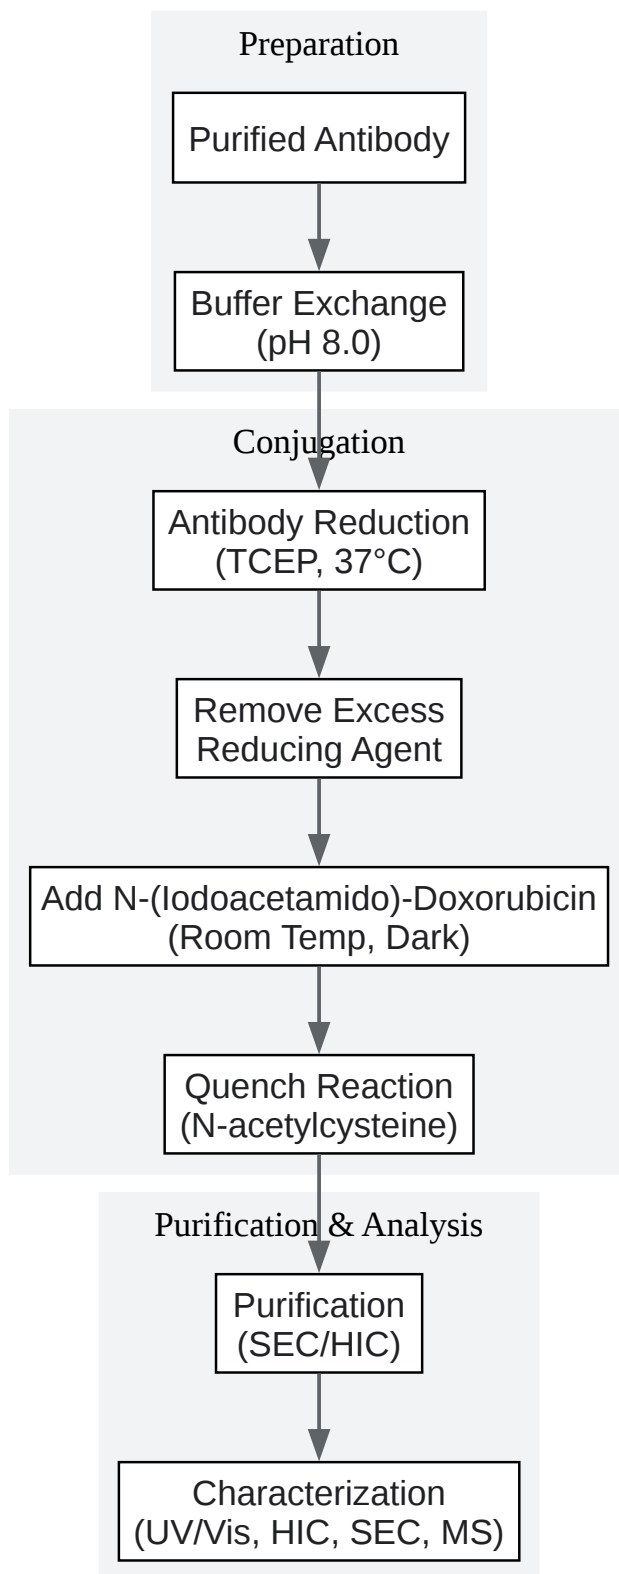 Preparation
Purified Antibody
Buffer Exchange
(pH 8.0)
Conjugation
Antibody Reduction
(TCEP, 37°C)
Remove Excess
Reducing Agent
Add N-(Iodoacetamido)-Doxorubicin
(Room Temp, Dark)
Quench Reaction
(N-acetylcysteine)
Purification & Analysis
Purification
(SEC/HIC)
Characterization
(UV/Vis, HIC, SEC, MS)